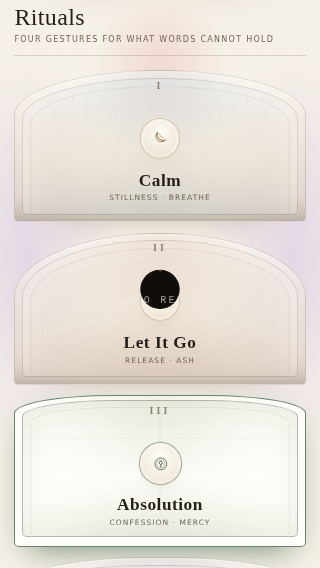 Rituals
FOUR GESTURES FOR WHAT WORDS CANNOT HOLD
I
Calm
STILLNESS · BREATHE
II
O RE
Let It Go
RELEASE · ASH
III
Absolution
CONFESSION · MERCY